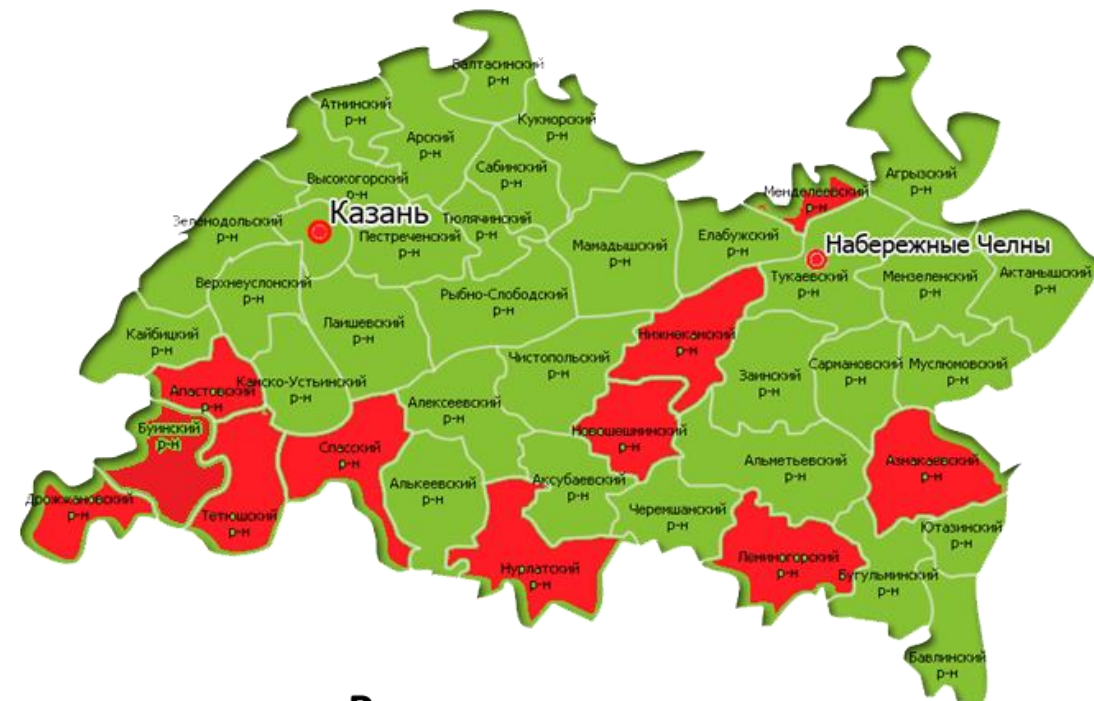 Балтасинский
р-н
Атнинский
р-н
Кукморский
р-н
Арский
р-н
Сабинский
р-н
Агрызский
р-н
Высокогорский
р-н
Менделеевский
р-н
Казань
Тюлячинский
р-н
Зеленодольский
р-н
Пестреченский
р-н
Елабужский
р-н
Мамадышский
р-н
Набережные Челны
Тукаевский
р-н
Мензеленский
р-н
Актанышский
р-н
Верхнеуслонский
р-н
Рыбно-Слободский
р-н
Лаишевский
р-н
Кайбицкий
р-н
Нижнекамский
р-н
Чистопольский
р-н
Заинский
р-н
Сармановский
р-н
Муслюмовский
р-н
Апастовский
р-н
Камско-Устьинский
р-н
Алексеевский
р-н
Буинский
р-н
Новошешминский
р-н
Спасский
р-н
Альметьевский
р-н
Азнакаевский
р-н
Алькеевский
р-н
Аксубаевский
р-н
Дрожжановский
р-н
Тетюшский
р-н
Черемшанский
р-н
Ютазинский
р-н
Лениногорский
р-н
Нурлатский
р-н
Бугульминский
р-н
Бавлинский
р-н